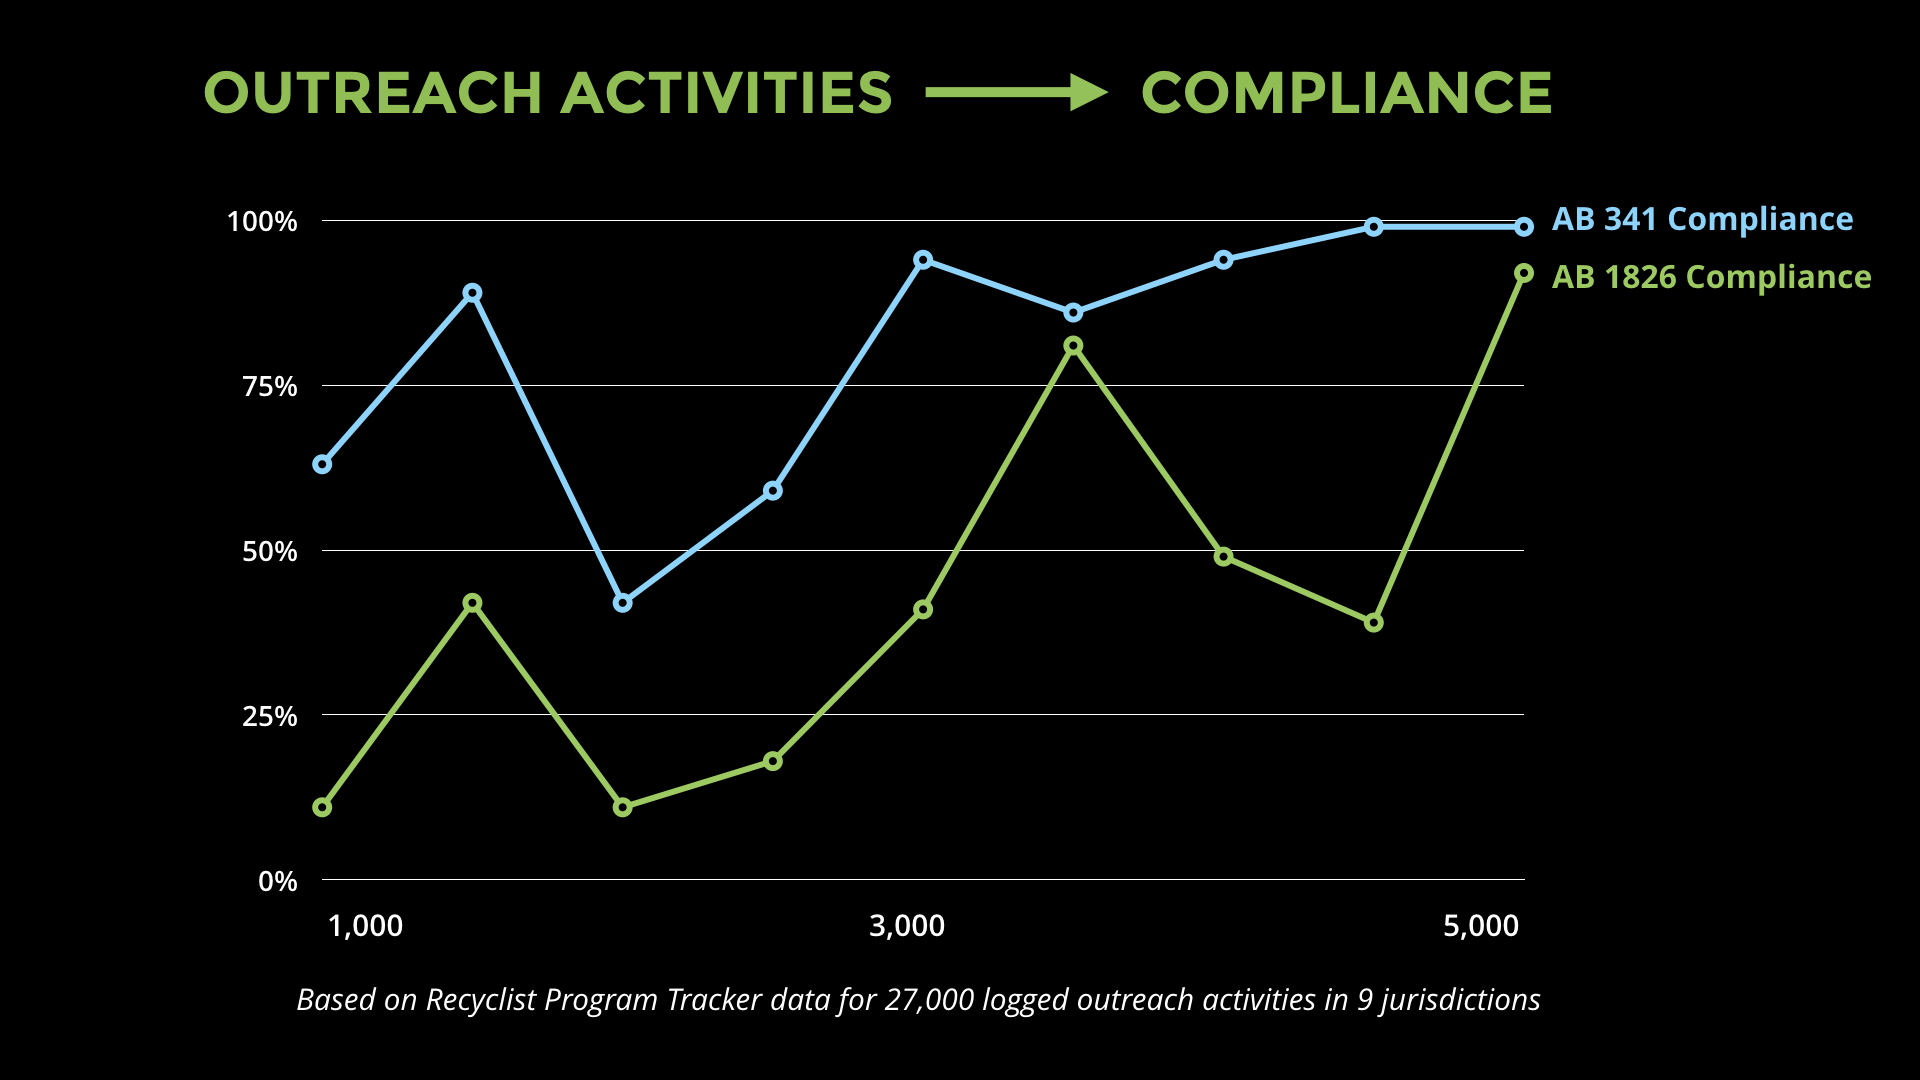 OUTREACH ACTIVITIES COMPLIANCE
100%
AB 341 Compliance
AB 1826 Compliance
75%
50%
25%
0%
1,000 3,000 5,000
Based on Recyclist Program Tracker data for 27,000 logged outreach activities in 9 jurisdictions